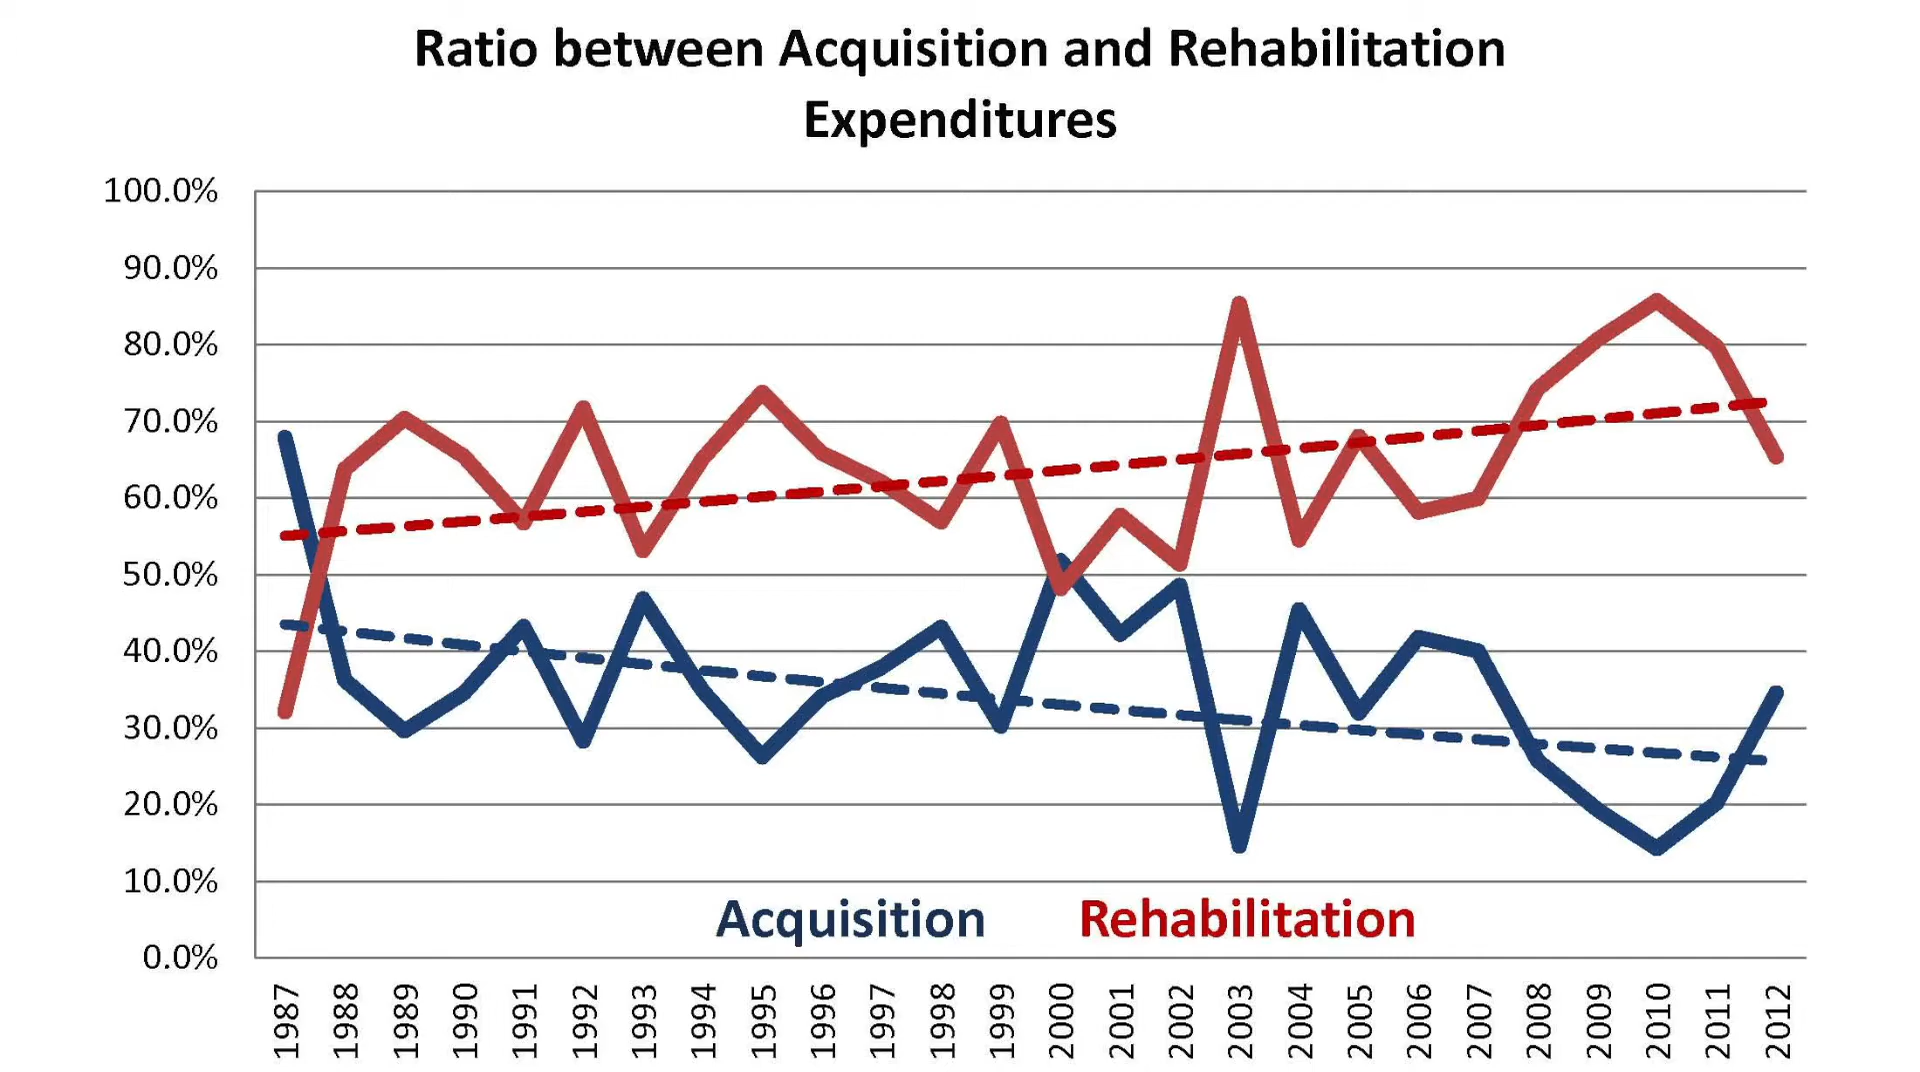 Ratio between Acquisition and Rehabilitation
Expenditures
100.0%
90.0%
80.0%
70.0%
60.0%
50.0%
40.0%
30.0%
20.0%
10.0%
0.0%
Acquisition Rehabilitation
1987 1988 1989 1990 1991 1992 1993 1994 1995 1996 1997 1998 1999 2000 2001 2002 2003 2004 2005 2006 2007 2008 2009 2010 2011 2012